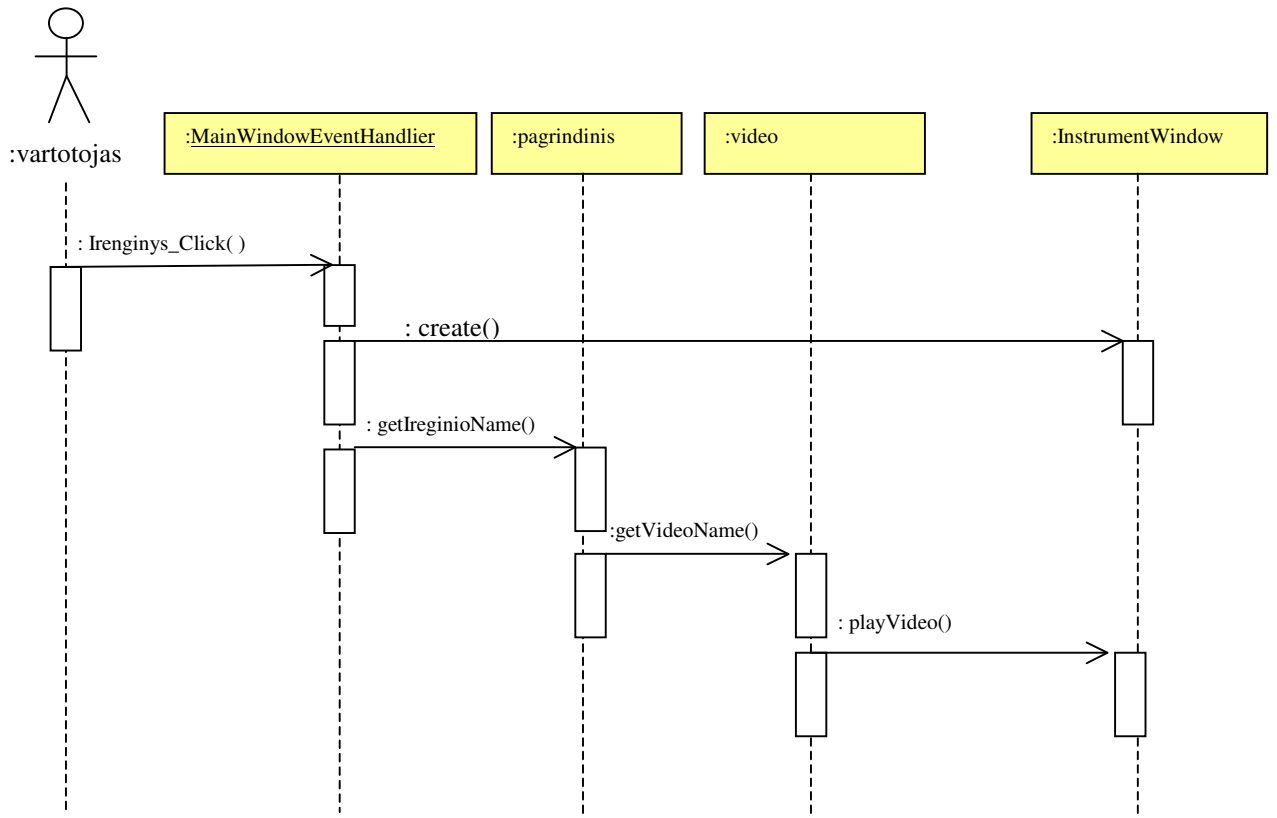 :vartotojas
:MainWindowEventHandlier
:pagrindinis
:video
:InstrumentWindow
: Irenginys_Click( )
: create()
: getIreginioName()
:getVideoName()
: playVideo()